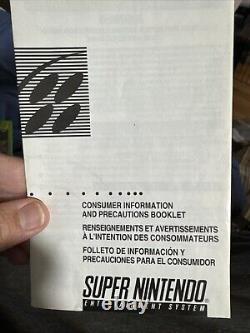 CONSUMER INFORMATION
AND PRECAUTIONS BOOKLET
RENSEIGNEMENTS ET AVERTISSEMENTS
À L'INTENTION DES CONSOMMATEURS
FOLLETO DE INFORMACIÓN Y
PRECAUCIONES PARA EL CONSUMIDOR
SUPER NINTENDO®
ENTERTAINMENT SYSTEM